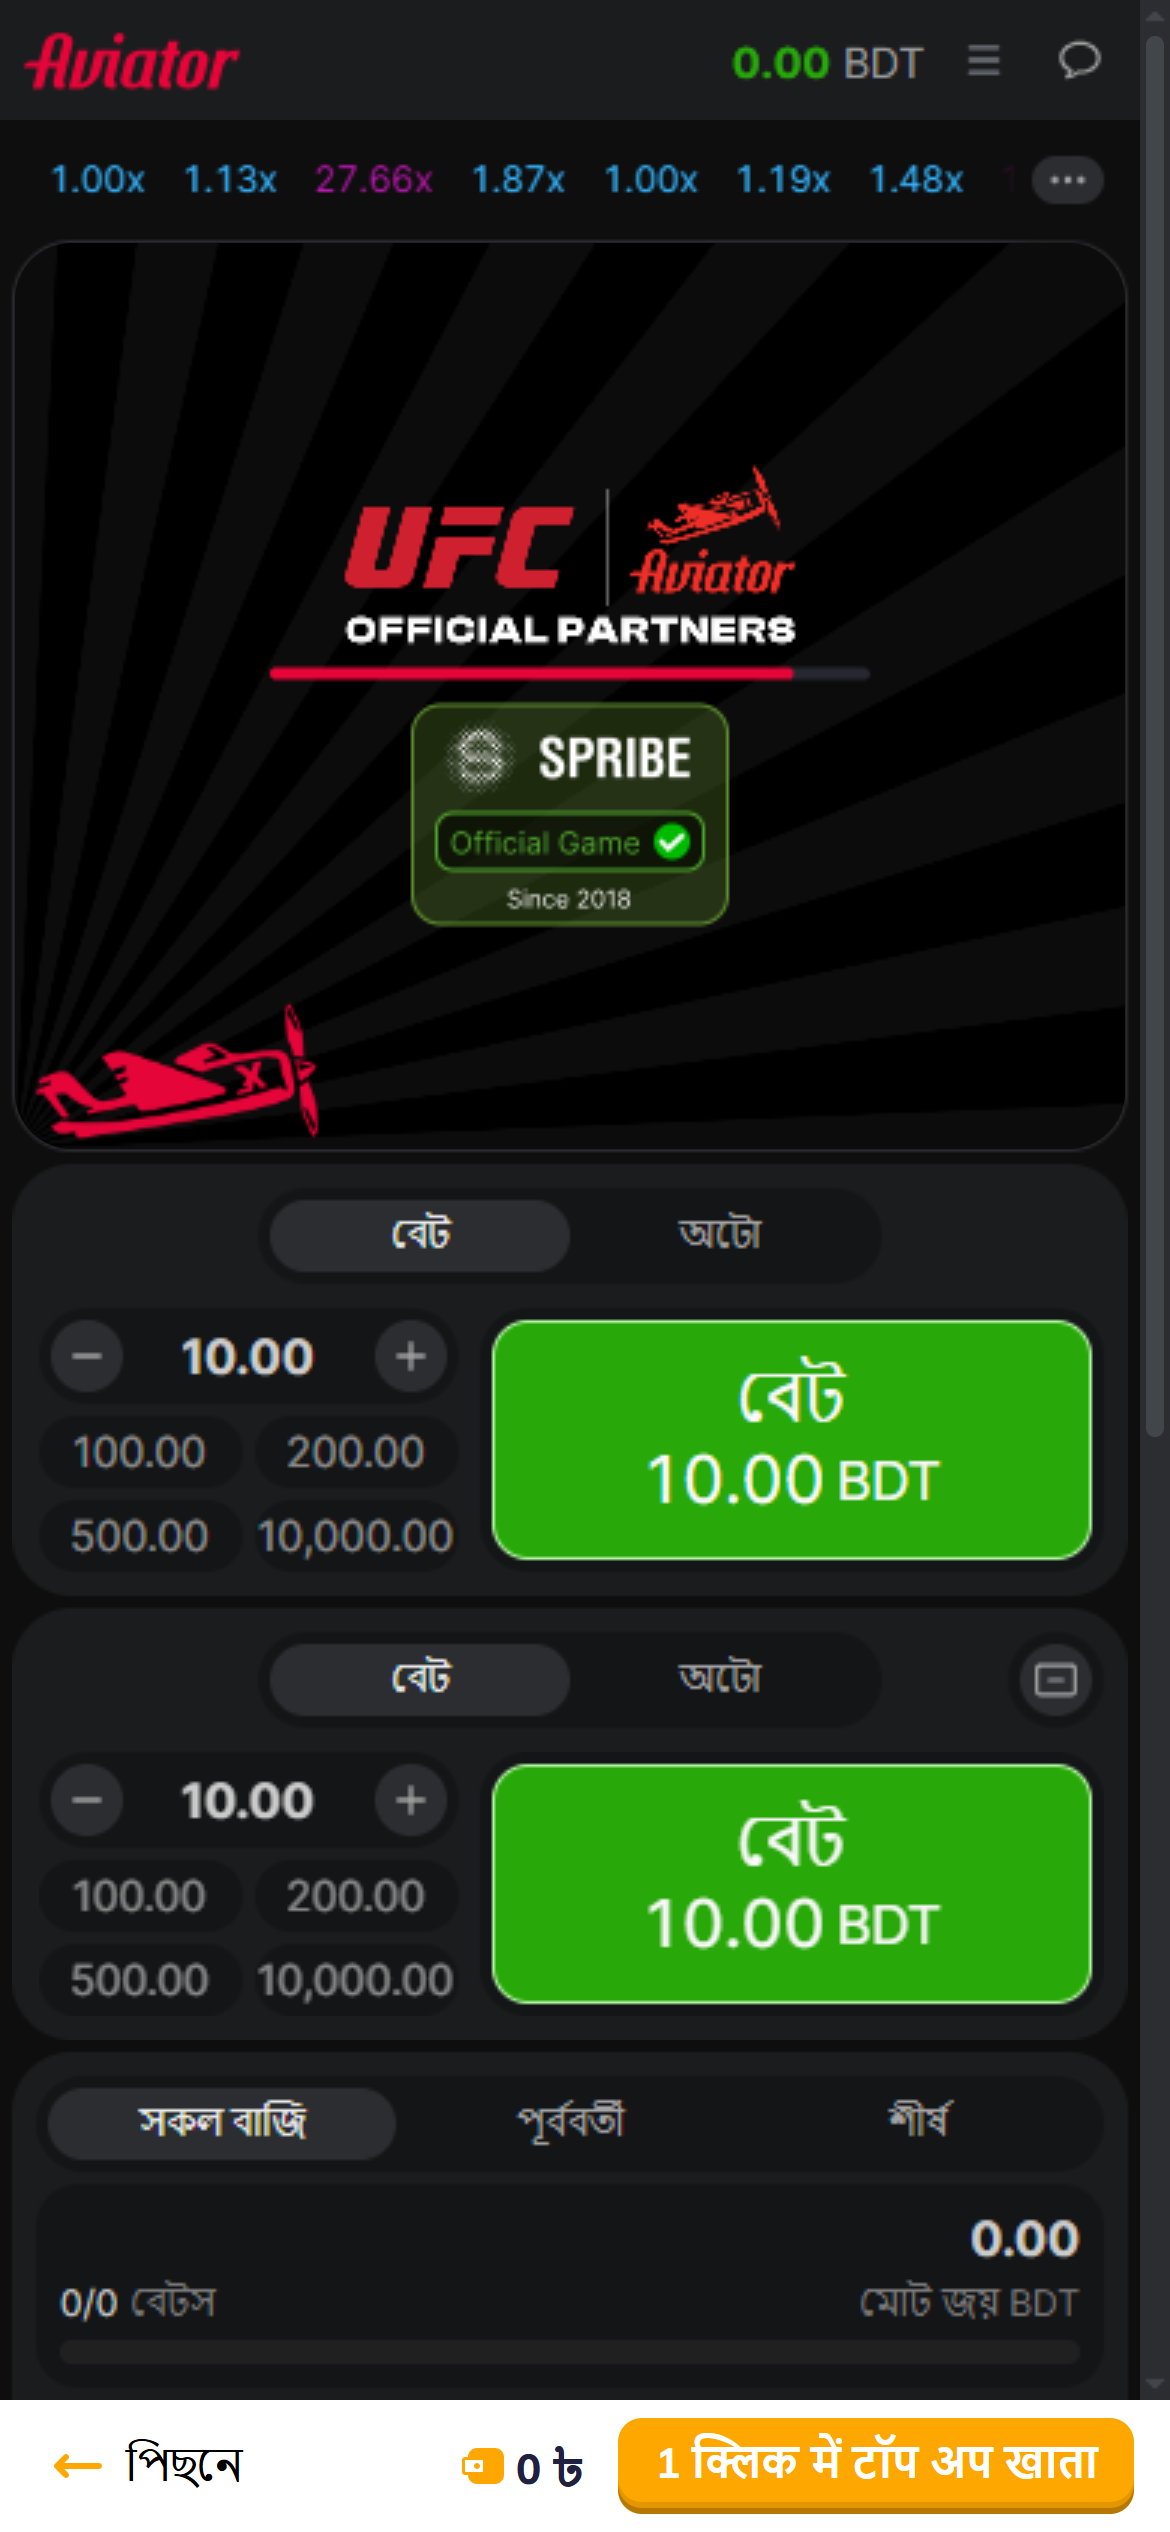 Aviator 0.00 BDT
1.00x 1.13x 27.66x 1.87x 1.00x 1.19x 1.48x
UFC Aviator
OFFICIAL PARTNERS
SPRIBE
Official Game
Since 2018
X
বেট অটো
10.00
100.00 200.00
500.00 10,000.00
বেট
10.00 BDT
বেট অটো
10.00
100.00 200.00
500.00 10,000.00
বেট
10.00 BDT
সকল বাজি পূর্ববর্তী শীর্ষ
0.00
0/0 বেটস মোট জয় BDT
← পিছনে 0 ৳ 1 क्लिक में टॉप अप खाता